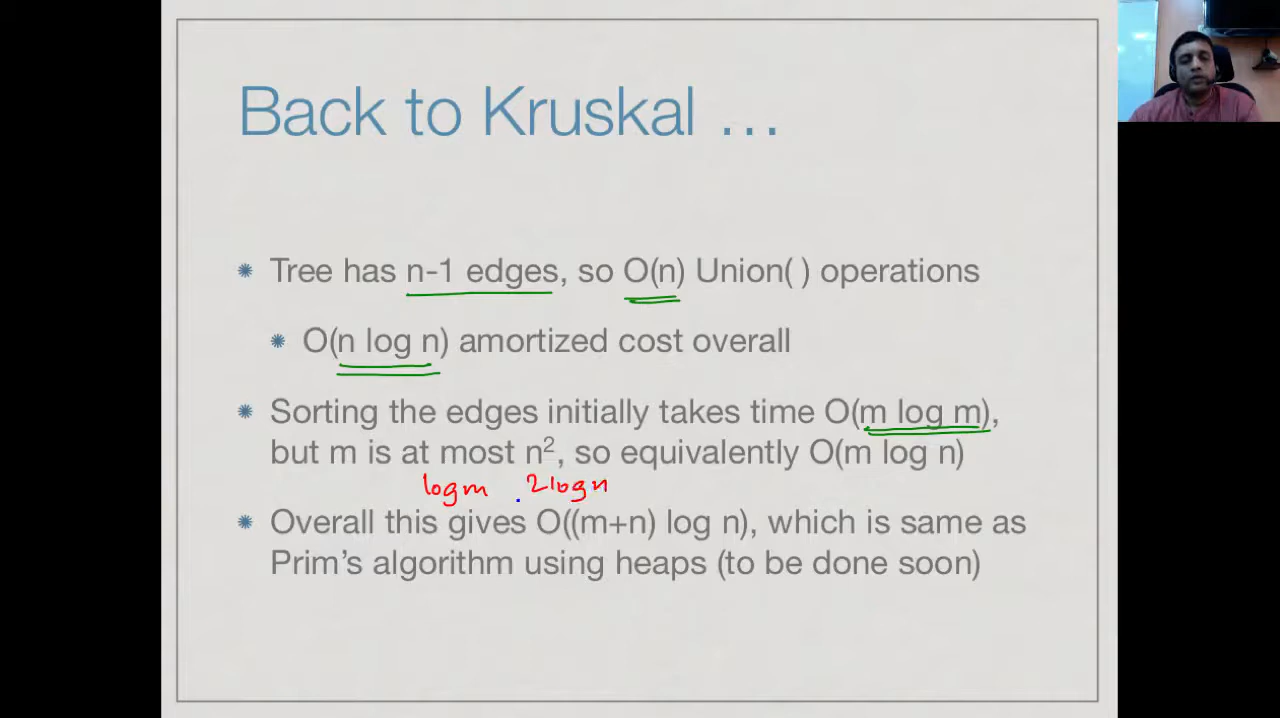 Back to Kruskal …
Tree has n-1 edges, so O(n) Union( ) operations
O(n log n) amortized cost overall
Sorting the edges initially takes time O(m log m),
but m is at most n², so equivalently O(m log n)
log m 2 log n
Overall this gives O((m+n) log n), which is same as
Prim’s algorithm using heaps (to be done soon)